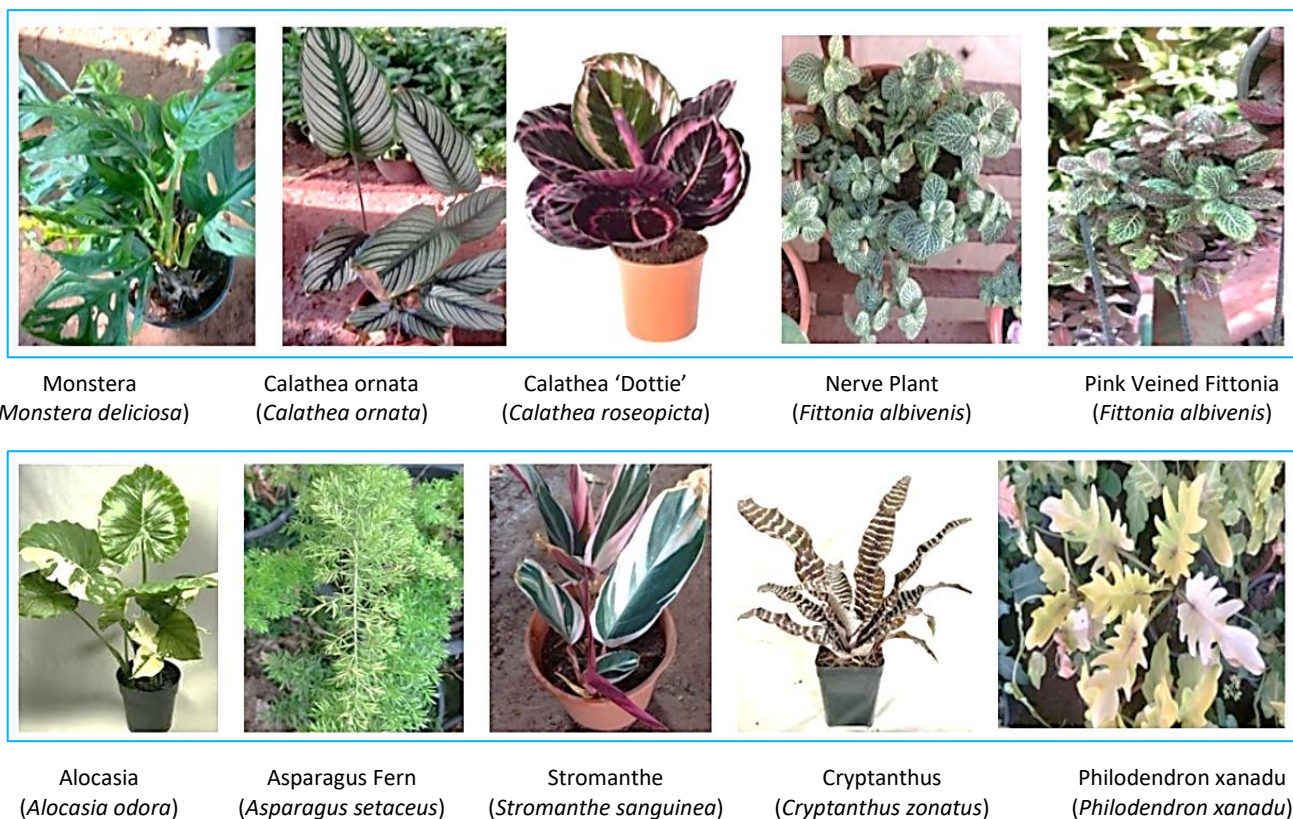 Monstera
(Monstera deliciosa)
Calathea ornata
(Calathea ornata)
Calathea ‘Dottie’
(Calathea roseopicta)
Nerve Plant
(Fittonia albivenis)
Pink Veined Fittonia
(Fittonia albivenis)
Alocasia
(Alocasia odora)
Asparagus Fern
(Asparagus setaceus)
Stromanthe
(Stromanthe sanguinea)
Cryptanthus
(Cryptanthus zonatus)
Philodendron xanadu
(Philodendron xanadu)